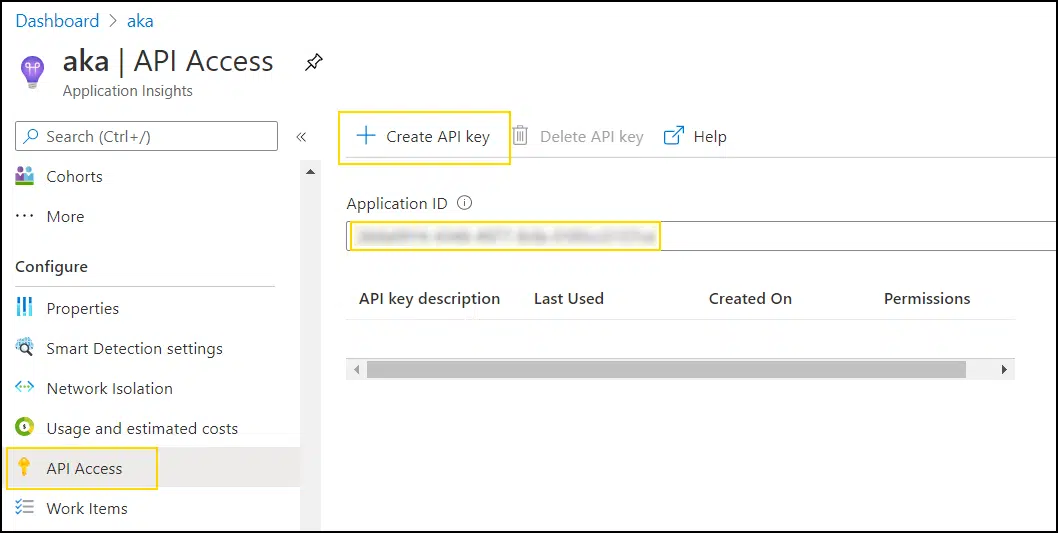 Dashboard > aka
aka | API Access
Application Insights
Search (Ctrl+/)
«
Cohorts
··· More
Configure
Properties
Smart Detection settings
Network Isolation
Usage and estimated costs
API Access
Work Items
+ Create API key
Delete API key
Help
Application ID
API key description Last Used Created On Permissions